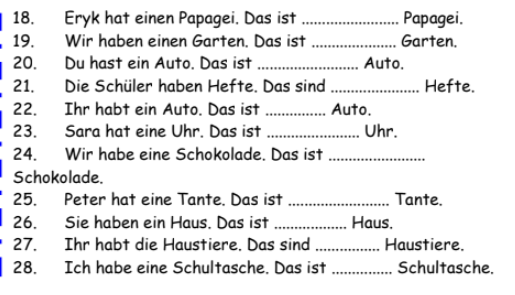 18. Eryk hat einen Papagei. Das ist ........................ Papagei.
19. Wir haben einen Garten. Das ist ..................... Garten.
20. Du hast ein Auto. Das ist ......................... Auto.
21. Die Schüler haben Hefte. Das sind ...................... Hefte.
22. Ihr habt ein Auto. Das ist ............... Auto.
23. Sara hat eine Uhr. Das ist ....................... Uhr.
24. Wir habe eine Schokolade. Das ist ........................
Schokolade.
25. Peter hat eine Tante. Das ist ......................... Tante.
26. Sie haben ein Haus. Das ist .................. Haus.
27. Ihr habt die Haustiere. Das sind ................ Haustiere.
28. Ich habe eine Schultasche. Das ist ............... Schultasche.